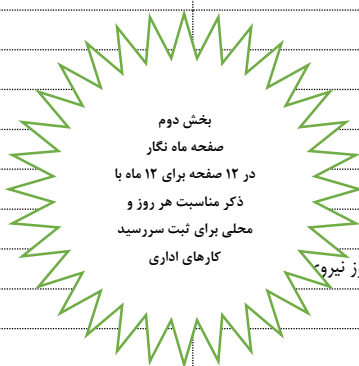 بخش دوم
صفحه ماه نگار
در ۱۲ صفحه برای ۱۲ ماه با
ذکر مناسبت هر روز و
محلی برای ثبت سررسید
کارهای اداری